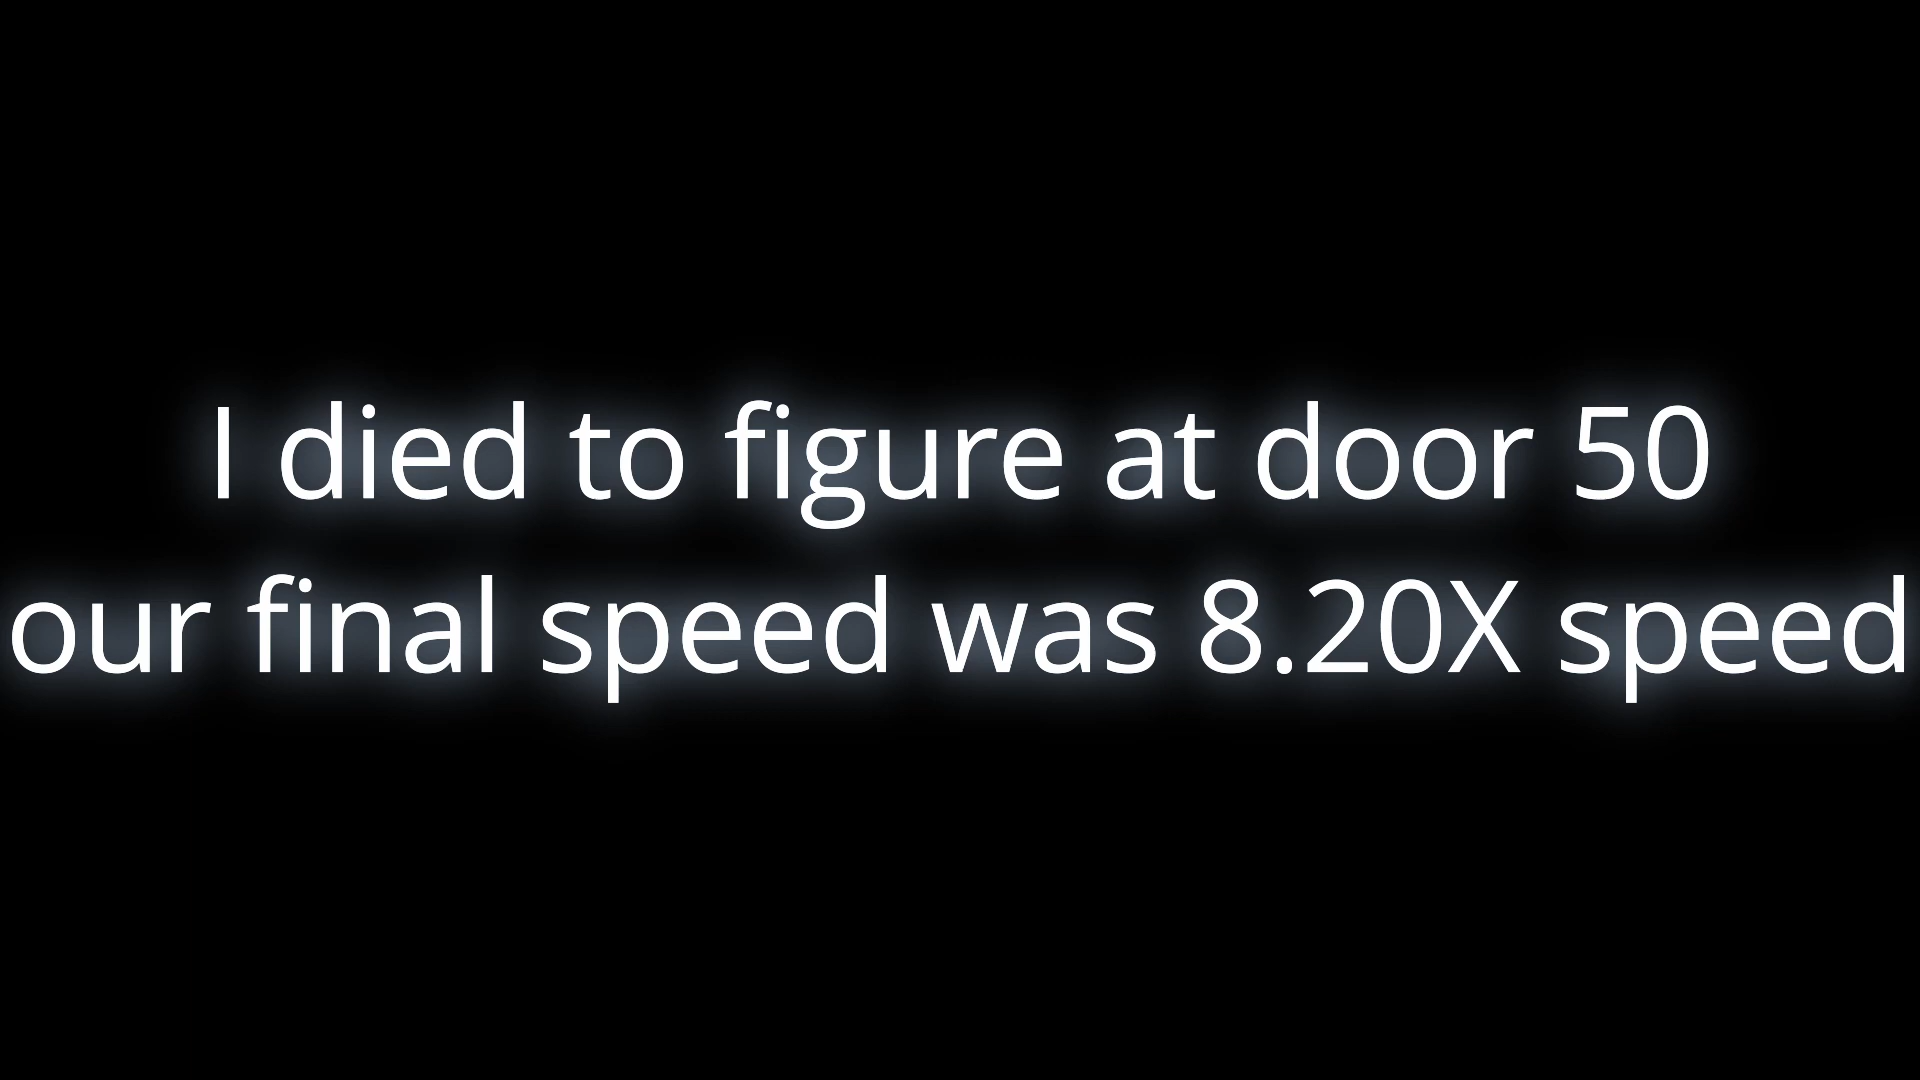 I died to figure at door 50
our final speed was 8.20X speed